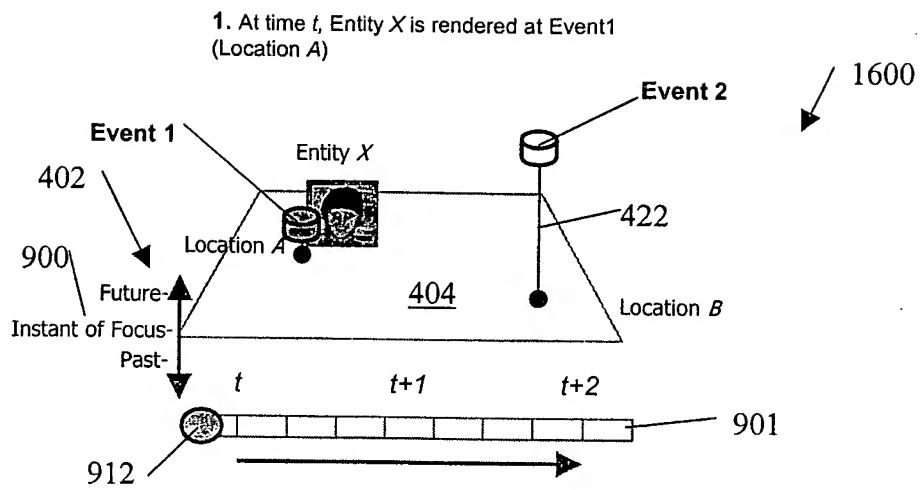 1. At time t, Entity X is rendered at Event1
(Location A)
1600
Event 2
Event 1
Entity X
402
422
Location A
900
Future-
404
Location B
Instant of Focus-
Past-
t
t+1
t+2
901
912